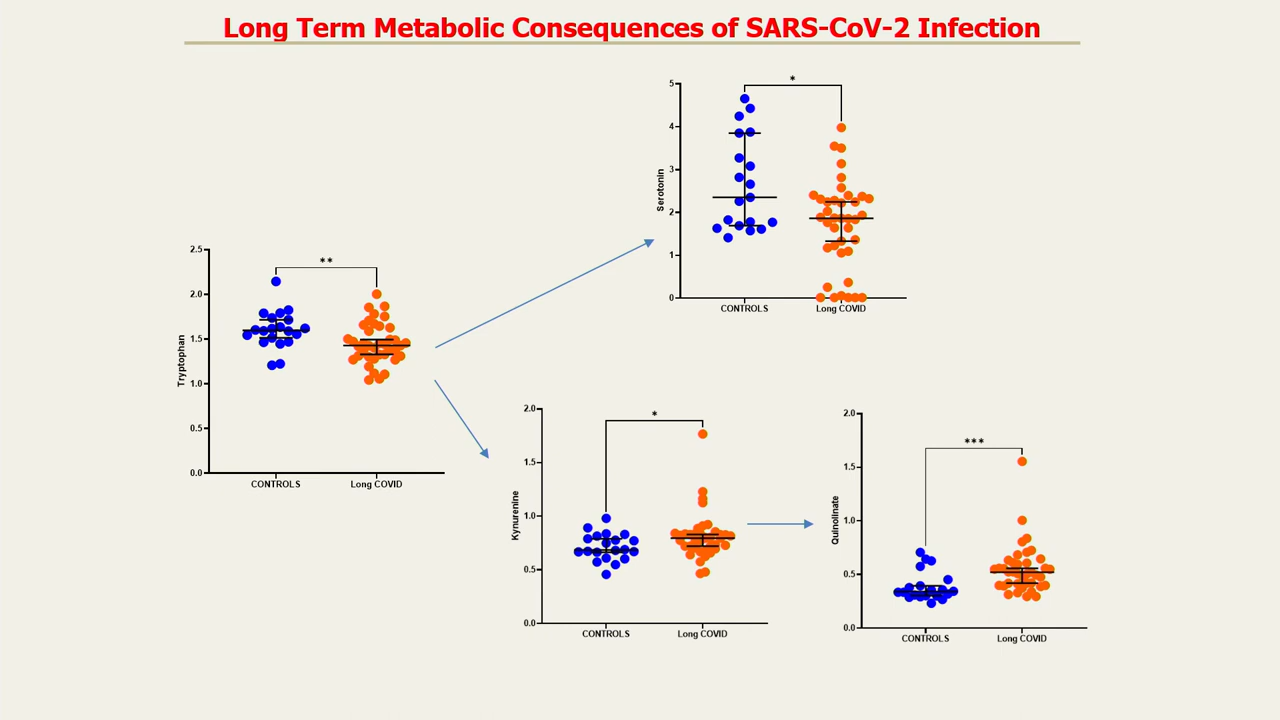 Long Term Metabolic Consequences of SARS-CoV-2 Infection
5
4
3
2
1
0
Serotonin
*
CONTROLS
Long COVID
2.5
2.0
1.5
1.0
0.5
0.0
Tryptophan
**
CONTROLS
Long COVID
2.0
1.5
1.0
0.5
0.0
Kynurenine
*
CONTROLS
Long COVID
2.0
1.5
1.0
0.5
0.0
Quinolinate
***
CONTROLS
Long COVID